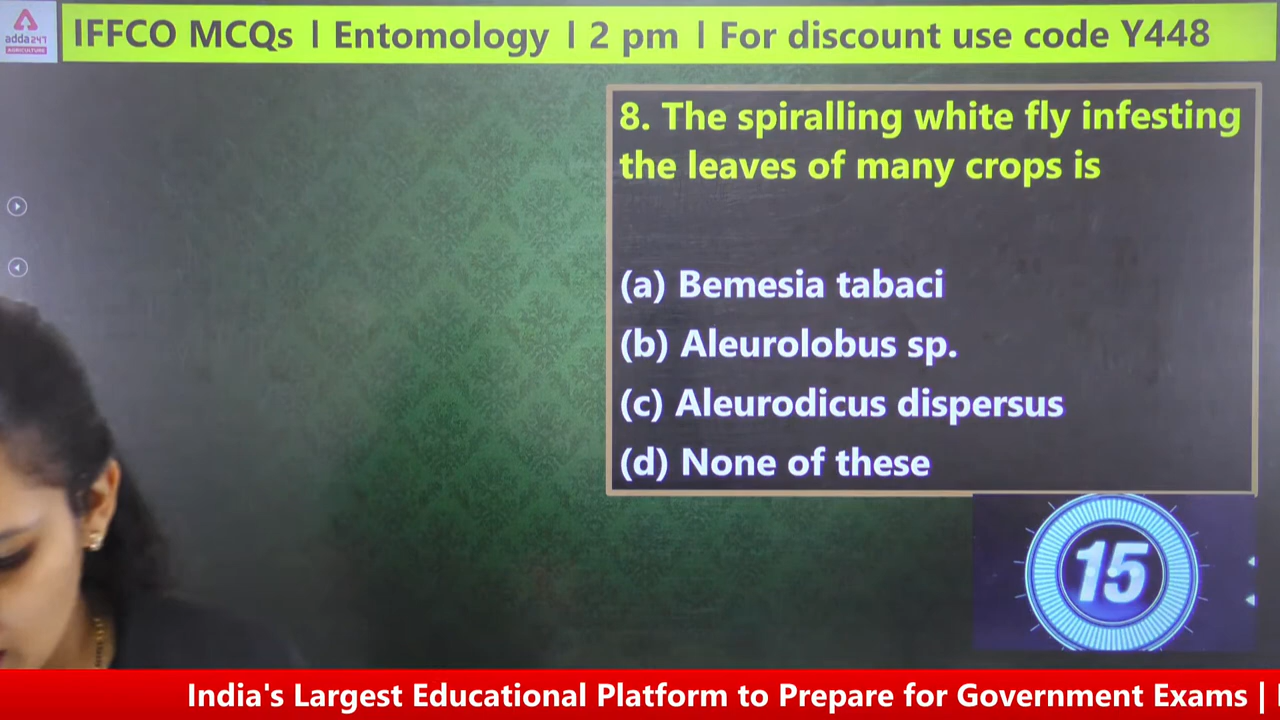 adda247
AGRICULTURE
IFFCO MCQs I Entomology I 2 pm I For discount use code Y448
8. The spiralling white fly infesting
the leaves of many crops is
(a) Bemesia tabaci
(b) Aleurolobus sp.
(c) Aleurodicus dispersus
(d) None of these
15
India's Largest Educational Platform to Prepare for Government Exams |